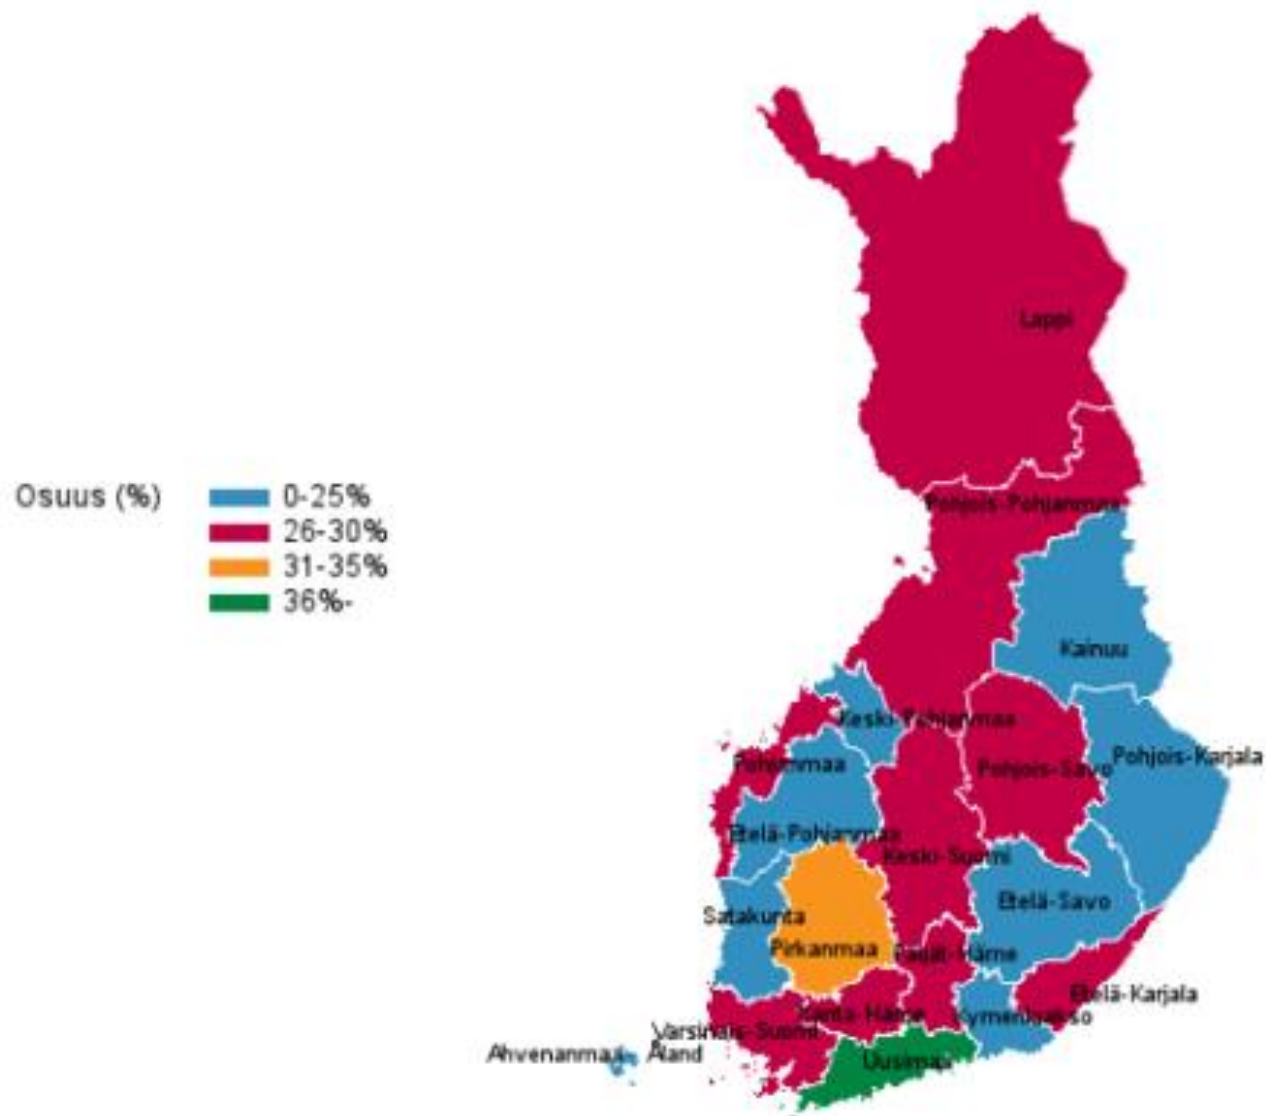 Lappi
Osuus (%)
0-25%
26-30%
31-35%
36%-
Pohjois-Pohjanmaa
Kainuu
Keski-Pohjanmaa
Pohjanmaa
Pohjois-Savo
Pohjois-Karjala
Etelä-Pohjanmaa
Keski-Suomi
Etelä-Savo
Satakunta
Pirkanmaa
Päijät-Häme
Etelä-Karjala
Kanta-Häme
Kymenlaakso
Varsinais-Suomi
Ahvenanmaa - Åland
Uusimaa